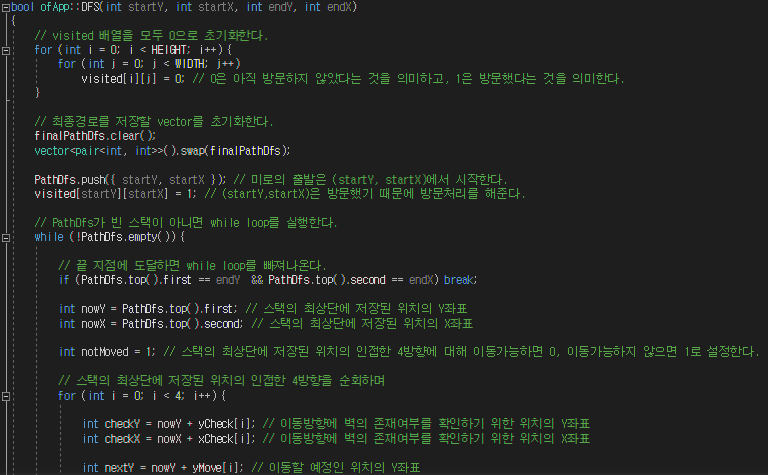 bool ofApp::DFS(int startY, int startX, int endY, int endX)
{
// visited 배열을 모두 0으로 초기화한다.
for (int i = 0; i < HEIGHT; i++) {
for (int j = 0; j < WIDTH; j++)
visited[i][j] = 0; // 0은 아직 방문하지 않았다는 것을 의미하고, 1은 방문했다는 것을 의미한다.
}
// 최종경로를 저장할 vector를 초기화한다.
finalPathDfs.clear();
vector<pair<int, int>>().swap(finalPathDfs);
PathDfs.push({ startY, startX }); // 미로의 출발은 (startY, startX)에서 시작한다.
visited[startY][startX] = 1; // (startY,startX)은 방문했기 때문에 방문처리를 해준다.
// PathDfs가 빈 스택이 아니면 while loop를 실행한다.
while (!PathDfs.empty()) {
// 끝 지점에 도달하면 while loop를 빠져나온다.
if (PathDfs.top().first == endY && PathDfs.top().second == endX) break;
int nowY = PathDfs.top().first; // 스택의 최상단에 저장된 위치의 Y좌표
int nowX = PathDfs.top().second; // 스택의 최상단에 저장된 위치의 X좌표
int notMoved = 1; // 스택의 최상단에 저장된 위치의 인접한 4방향에 대해 이동가능하면 0, 이동가능하지 않으면 1로 설정한다.
// 스택의 최상단에 저장된 위치의 인접한 4방향을 순회하며
for (int i = 0; i < 4; i++) {
int checkY = nowY + yCheck[i]; // 이동방향에 벽의 존재여부를 확인하기 위한 위치의 Y좌표
int checkX = nowX + xCheck[i]; // 이동방향에 벽의 존재여부를 확인하기 위한 위치의 X좌표
int nextY = nowY + yMove[i]; // 이동할 예정인 위치의 Y좌표